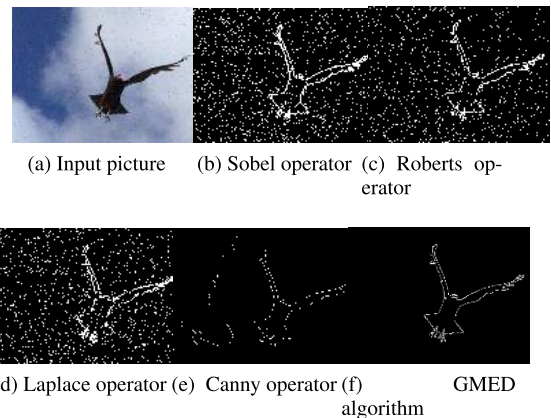 (a) Input picture (b) Sobel operator (c) Roberts op-
erator
d) Laplace operator (e) Canny operator (f) GMED
algorithm